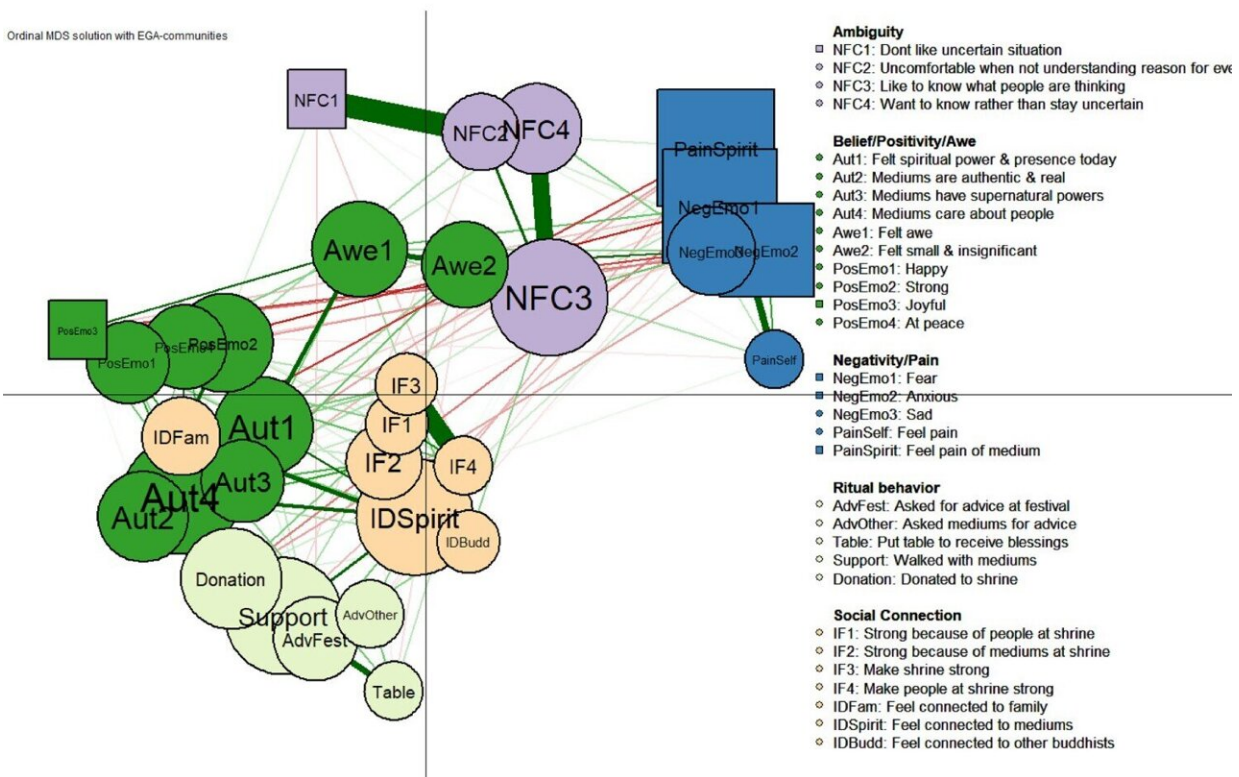 Ordinal MDS solution with EGA-communities
NFC1
NFC2
NFC4
PainSpirit
NegEmo1
NegEmo3
NegEmo2
Awe1
Awe2
NFC3
PosEmo3
PosEmo1
PosEmo4
PosEmo2
PainSelf
IF3
IDFam
Aut1
IF1
IF2
IF4
Aut3
Aut4
Aut2
IDSpirit
IDBudd
Donation
Support
AdvOther
AdvFest
Table
Ambiguity
NFC1: Dont like uncertain situation
NFC2: Uncomfortable when not understanding reason for eve
NFC3: Like to know what people are thinking
NFC4: Want to know rather than stay uncertain
Belief/Positivity/Awe
Aut1: Felt spiritual power & presence today
Aut2: Mediums are authentic & real
Aut3: Mediums have supernatural powers
Aut4: Mediums care about people
Awe1: Felt awe
Awe2: Felt small & insignificant
PosEmo1: Happy
PosEmo2: Strong
PosEmo3: Joyful
PosEmo4: At peace
Negativity/Pain
NegEmo1: Fear
NegEmo2: Anxious
NegEmo3: Sad
PainSelf: Feel pain
PainSpirit: Feel pain of medium
Ritual behavior
AdvFest: Asked for advice at festival
AdvOther: Asked mediums for advice
Table: Put table to receive blessings
Support: Walked with mediums
Donation: Donated to shrine
Social Connection
IF1: Strong because of people at shrine
IF2: Strong because of mediums at shrine
IF3: Make shrine strong
IF4: Make people at shrine strong
IDFam: Feel connected to family
IDSpirit: Feel connected to mediums
IDBudd: Feel connected to other buddhists